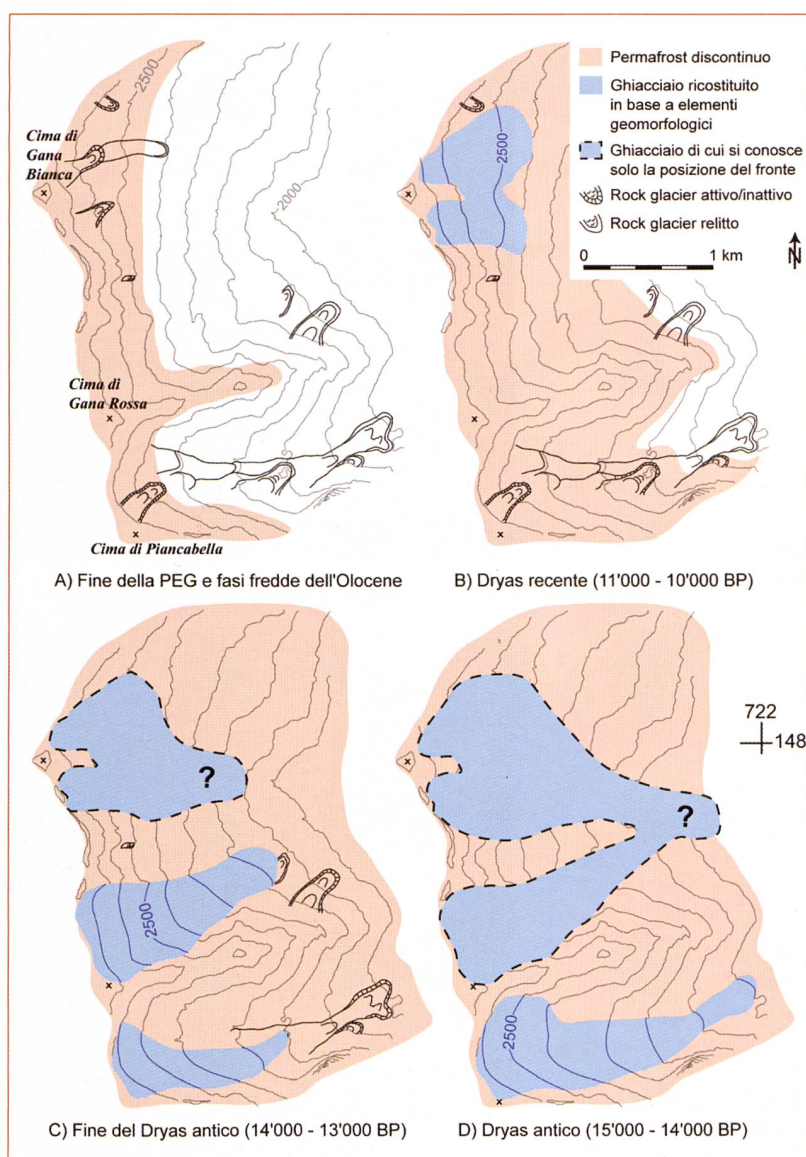 2500
Cima di
Gana
Bianca
2000
Cima di
Gana Rossa
Cima di Piancabella
A) Fine della PEG e fasi fredde dell'Olocene
2500
Permafrost discontinuo
Ghiacciaio ricostituito
in base a elementi
geomorfologici
Ghiacciaio di cui si conosce
solo la posizione del fronte
Rock glacier attivo/inattivo
Rock glacier relitto
0 1 km
N
B) Dryas recente (11'000 - 10'000 BP)
?
2500
C) Fine del Dryas antico (14'000 - 13'000 BP)
722
148
?
2500
D) Dryas antico (15'000 - 14'000 BP)